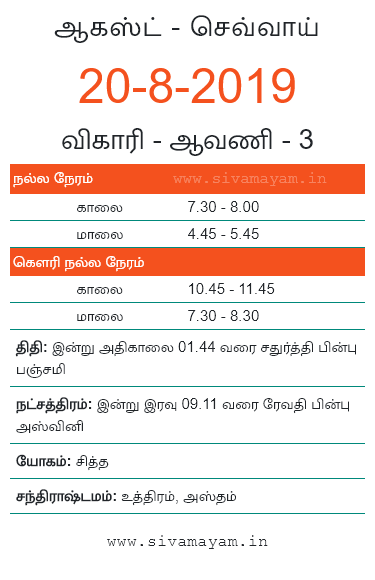 ஆகஸ்ட் - செவ்வாய்
20-8-2019
விகாரி - ஆவணி - 3
நல்ல நேரம் www.sivamayam.in
காலை 7.30 - 8.00
மாலை 4.45 - 5.45
கௌரி நல்ல நேரம்
காலை 10.45 - 11.45
மாலை 7.30 - 8.30
திதி: இன்று அதிகாலை 01.44 வரை சதுர்த்தி பின்பு
பஞ்சமி
நட்சத்திரம்: இன்று இரவு 09.11 வரை ரேவதி பின்பு
அஸ்வினி
யோகம்: சித்த
சந்திராஷ்டமம்: உத்திரம், அஸ்தம்
www.sivamayam.in